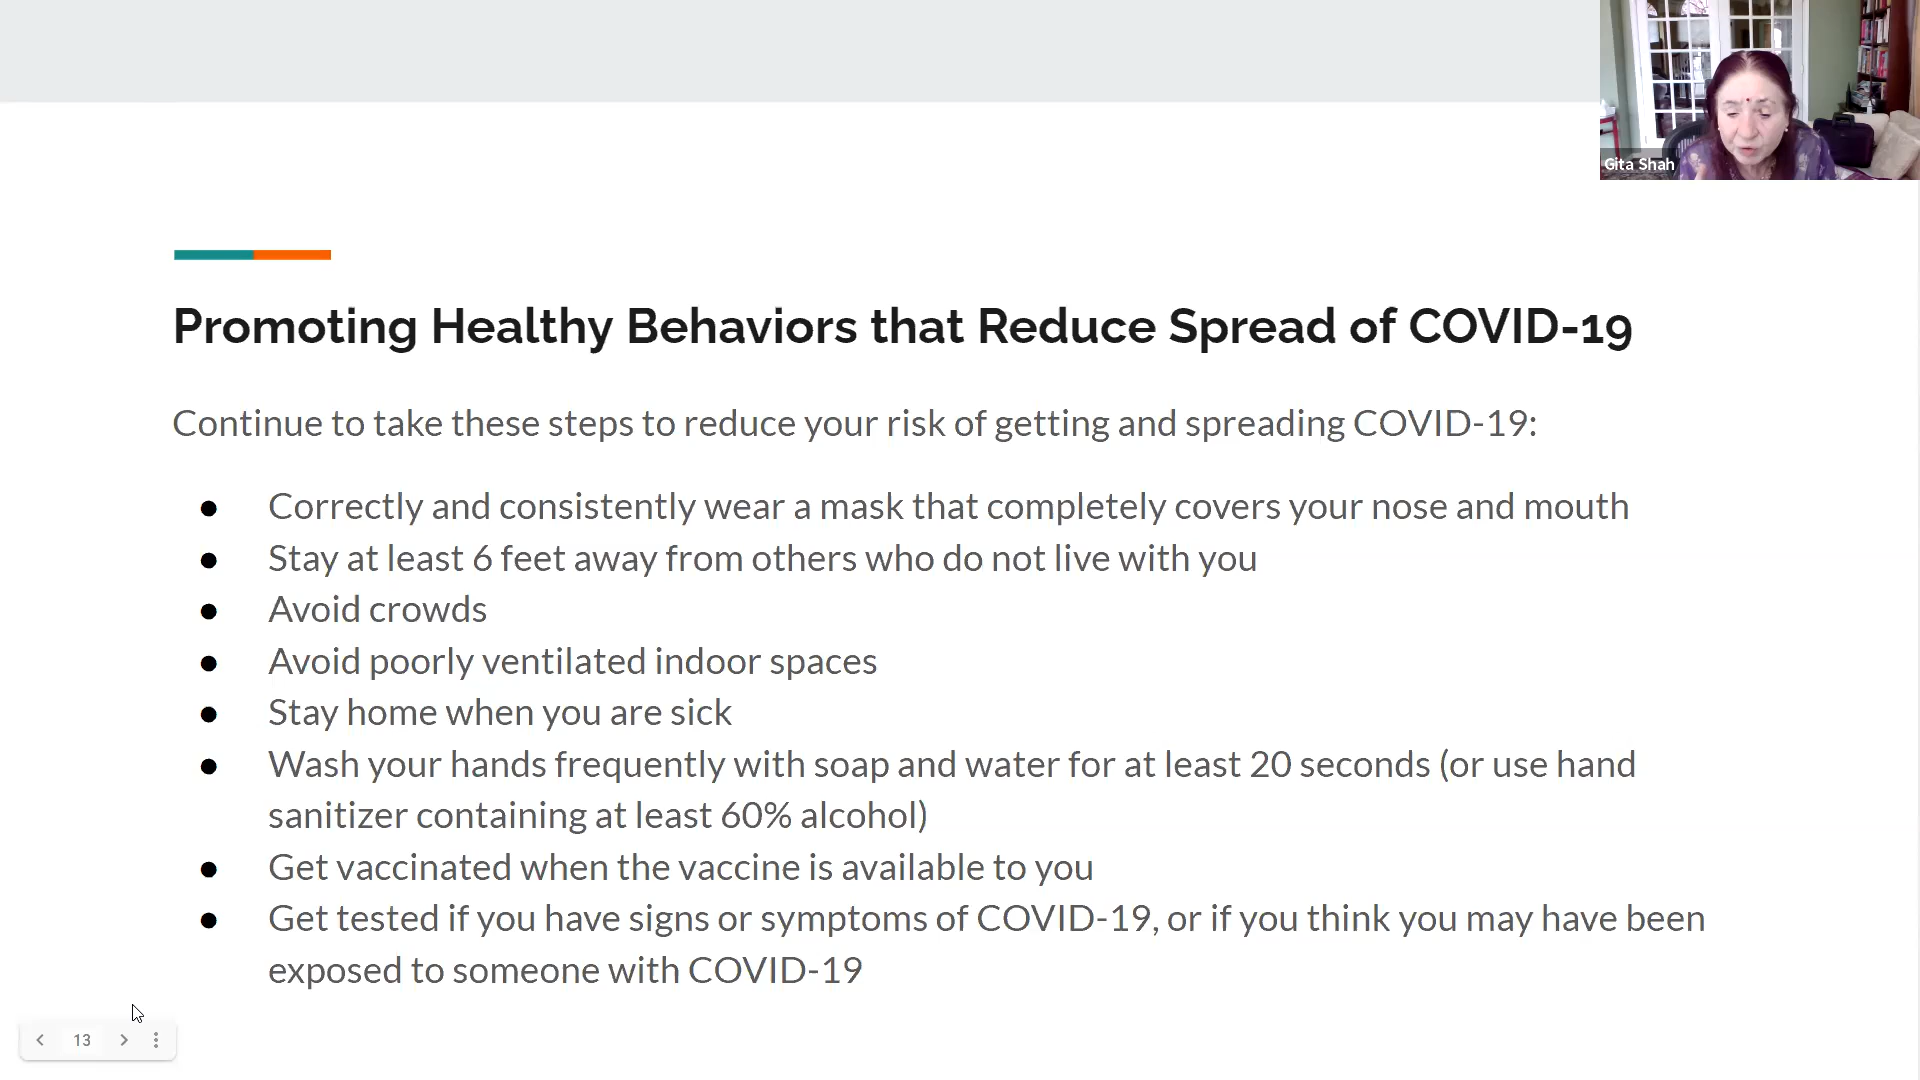 Gita Shah
Promoting Healthy Behaviors that Reduce Spread of COVID-19
Continue to take these steps to reduce your risk of getting and spreading COVID-19:
● Correctly and consistently wear a mask that completely covers your nose and mouth
● Stay at least 6 feet away from others who do not live with you
● Avoid crowds
● Avoid poorly ventilated indoor spaces
● Stay home when you are sick
● Wash your hands frequently with soap and water for at least 20 seconds (or use hand
sanitizer containing at least 60% alcohol)
● Get vaccinated when the vaccine is available to you
● Get tested if you have signs or symptoms of COVID-19, or if you think you may have been
exposed to someone with COVID-19
13